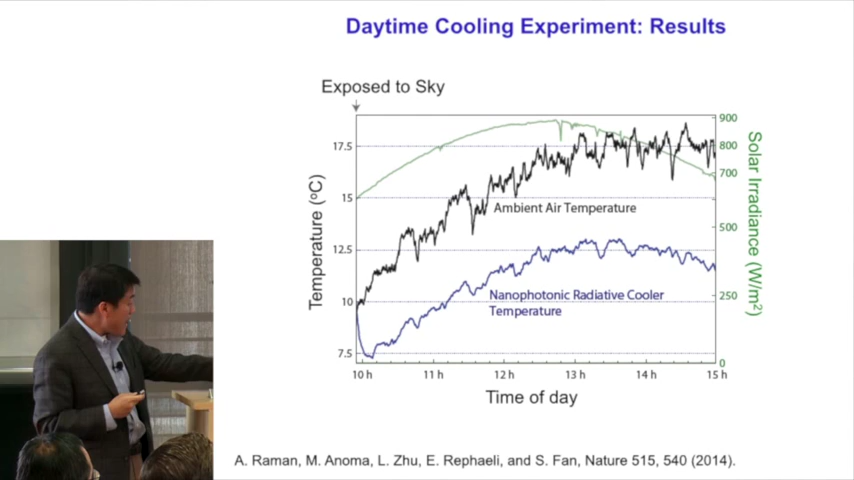 Daytime Cooling Experiment: Results
Exposed to Sky
Temperature (ºC)
17.5
15
12.5
10
7.5
Ambient Air Temperature
Nanophotonic Radiative Cooler
Temperature
900
800
700
500
250
0
Solar Irradiance (W/m²)
10 h
11 h
12 h
13 h
14 h
15 h
Time of day
A. Raman, M. Anoma, L. Zhu, E. Rephaeli, and S. Fan, Nature 515, 540 (2014).